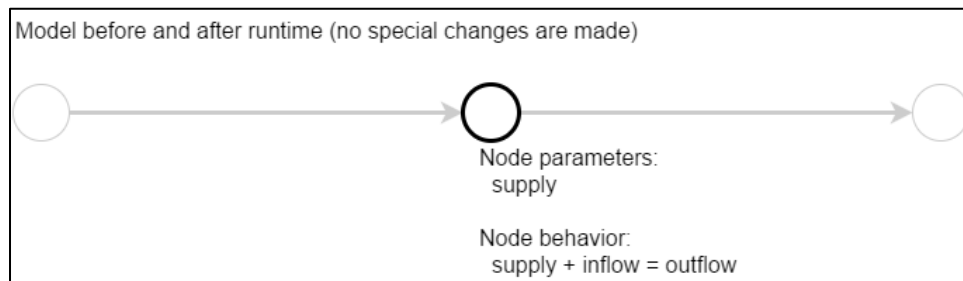 Model before and after runtime (no special changes are made)
Node parameters:
supply
Node behavior:
supply + inflow = outflow